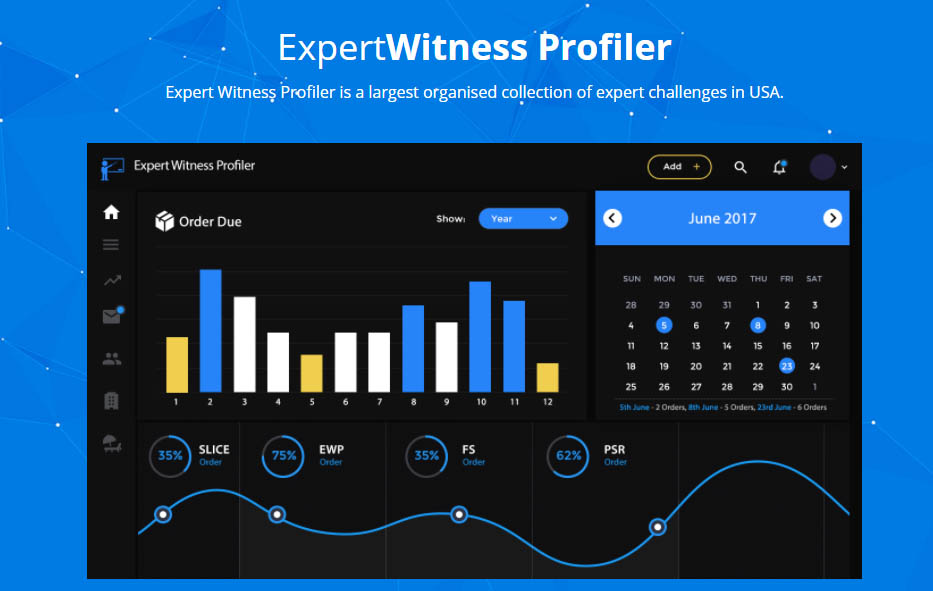 ExpertWitness Profiler
Expert Witness Profiler is a largest organised collection of expert challenges in USA.
Expert Witness Profiler
Add +
Order Due
Show:
Year
1 2 3 4 5 6 7 8 9 10 11 12
June 2017
SUN MON TUE WED THU FRI SAT
28 29 30 31 1 2 3
4 5 6 7 8 9 10
11 12 13 14 15 16 17
18 19 20 21 22 23 24
25 26 27 28 29 30 1
5th June - 2 Orders, 8th June - 5 Orders, 23rd June - 6 Orders
35%
SLICE
Order
75%
EWP
Order
35%
FS
Order
62%
PSR
Order